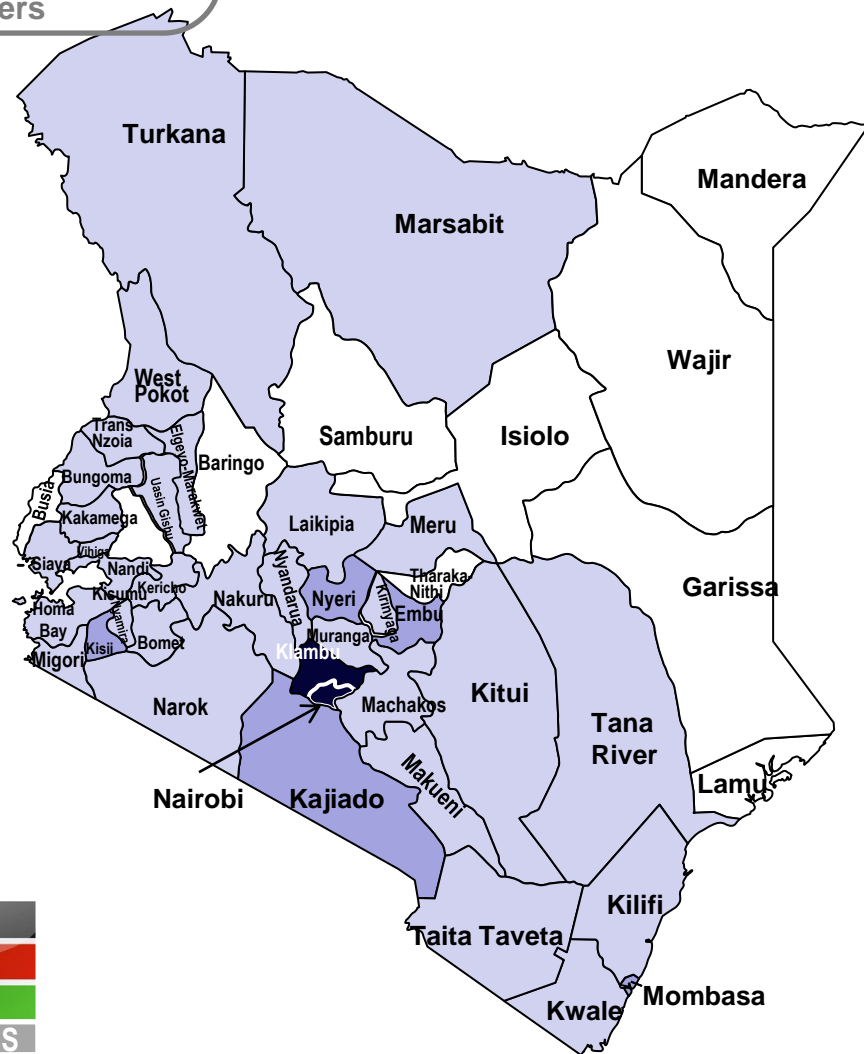 ers
Turkana
Mandera
Marsabit
Wajir
West
Pokot
Trans
Nzoia
Elgeyo-Marakwet
Samburu
Isiolo
Baringo
Bungoma
Busia
Uasin Gishu
Kakamega
Laikipia
Meru
Vihiga
Siaya
Nandi
Tharaka-
Nithi
Garissa
Kericho
Kisumu
Nyandarua
Nakuru
Nyeri
Kirinyaga
Embu
Homa
Bay
Nyamira
Bomet
Muranga
Kisii
KIambu
Migori
Kitui
Narok
Machakos
Tana
River
Makueni
Lamu
Nairobi
Kajiado
Kilifi
Taita Taveta
Mombasa
Kwale
S